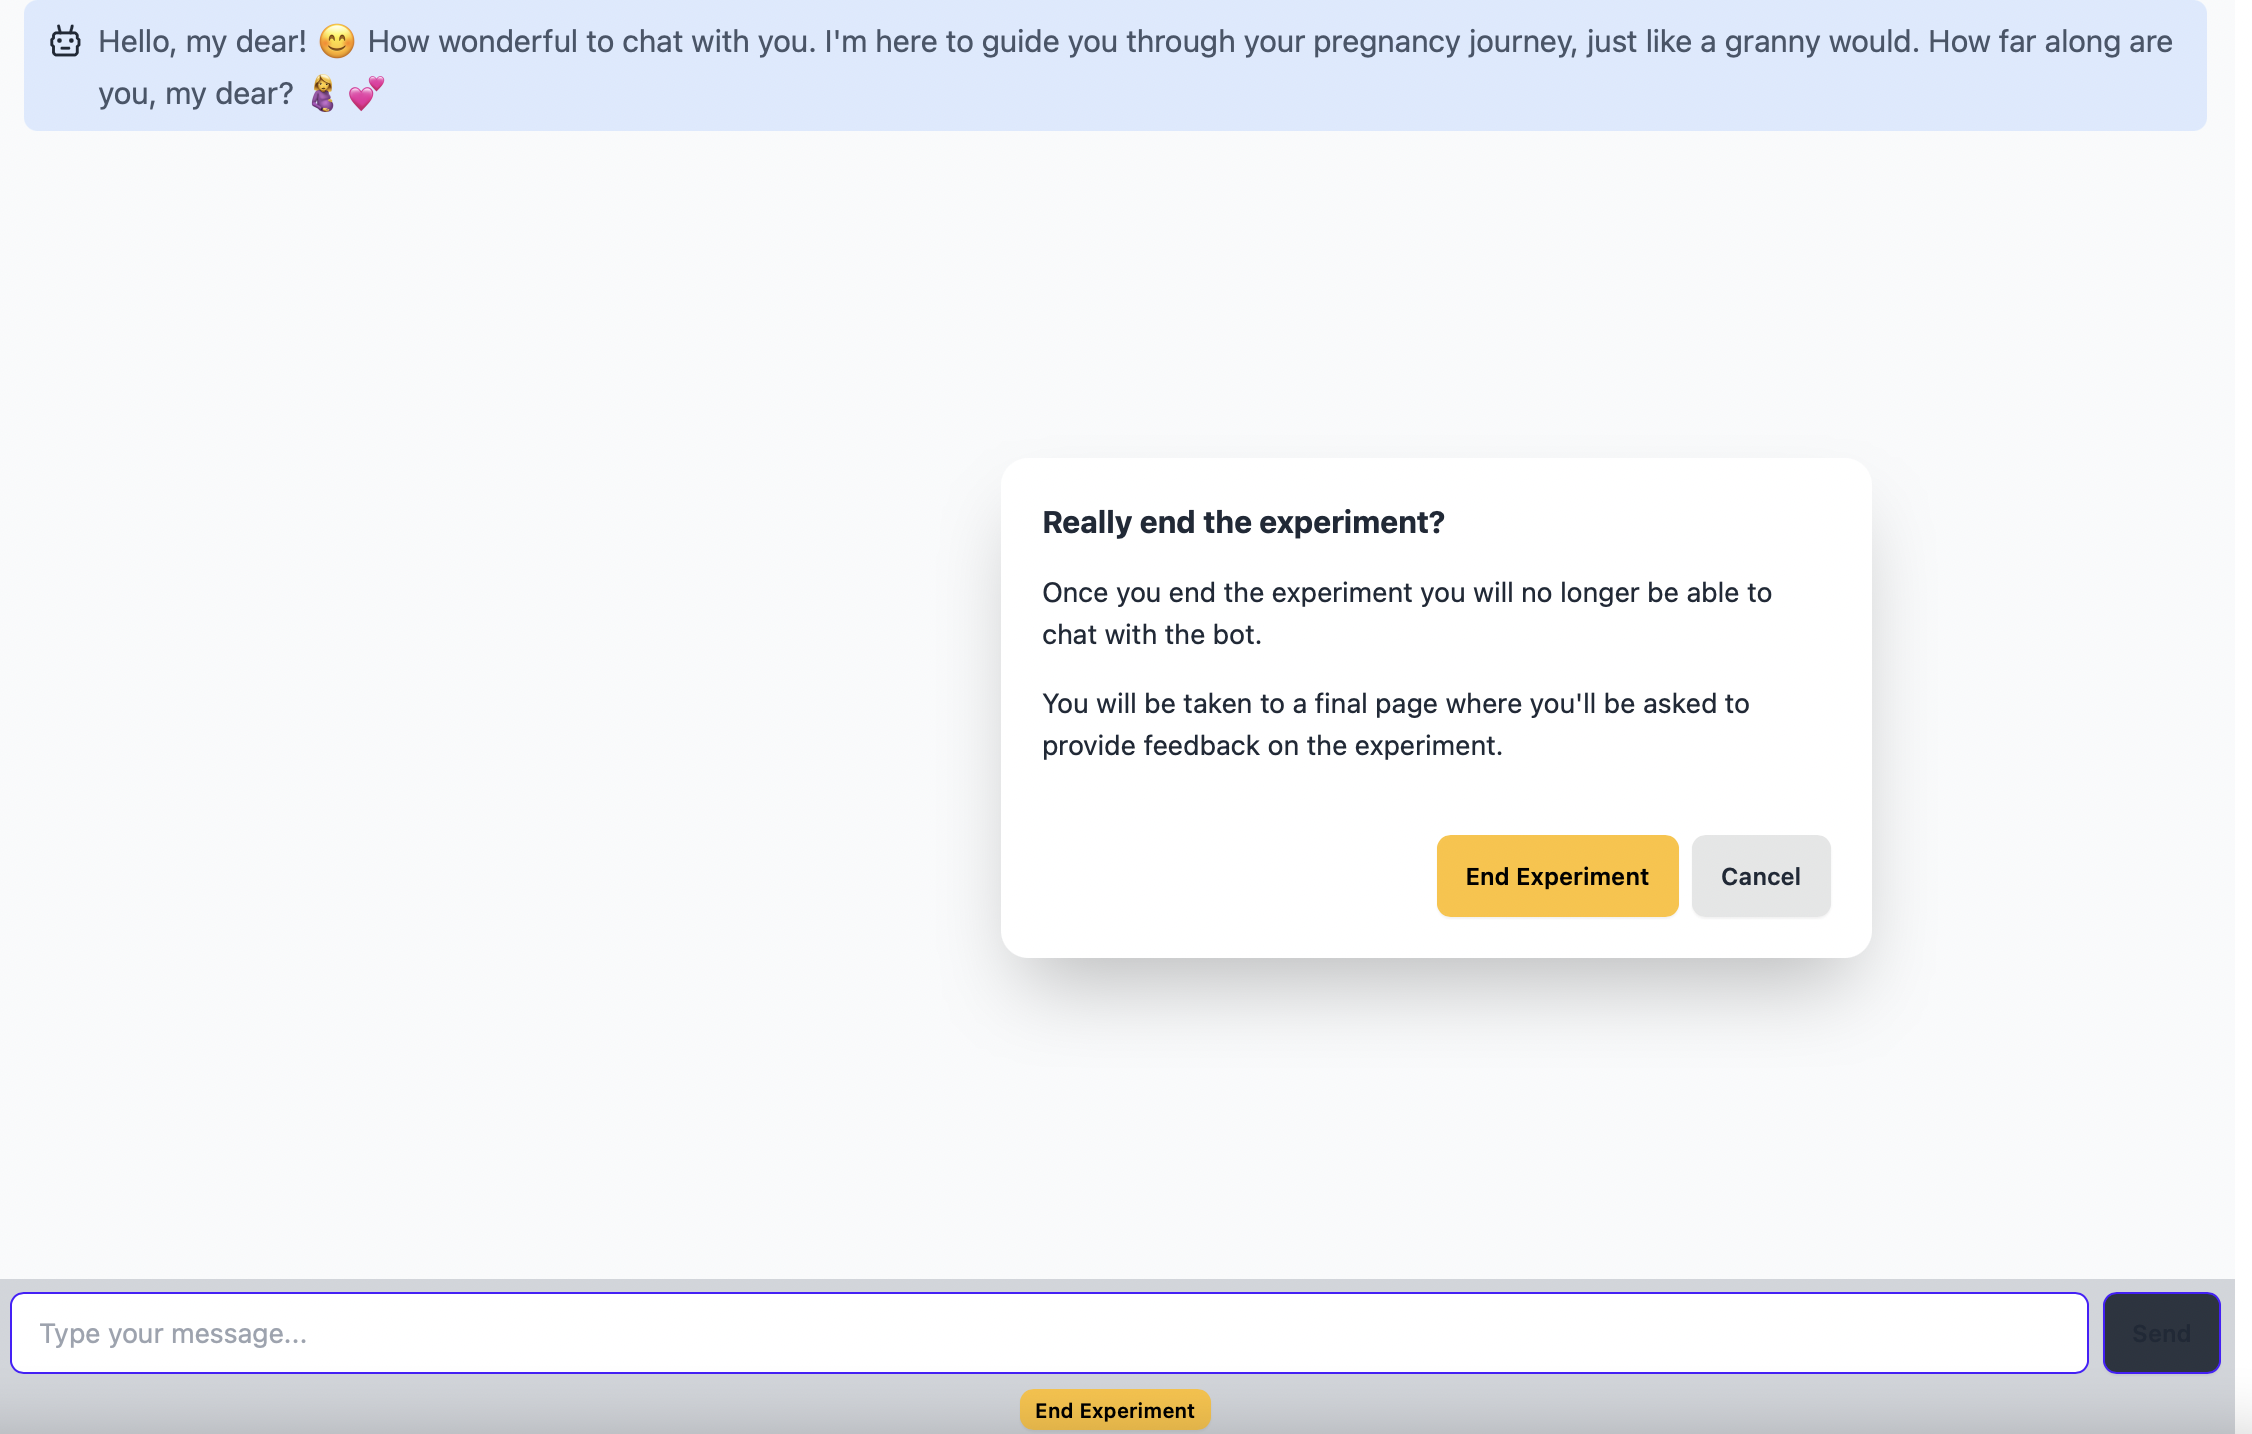 Hello, my dear! 😊 How wonderful to chat with you. I'm here to guide you through your pregnancy journey, just like a granny would. How far along are
you, my dear? 🤰 💕
Really end the experiment?
Once you end the experiment you will no longer be able to
chat with the bot.
You will be taken to a final page where you'll be asked to
provide feedback on the experiment.
End Experiment
Cancel
Type your message...
Send
End Experiment